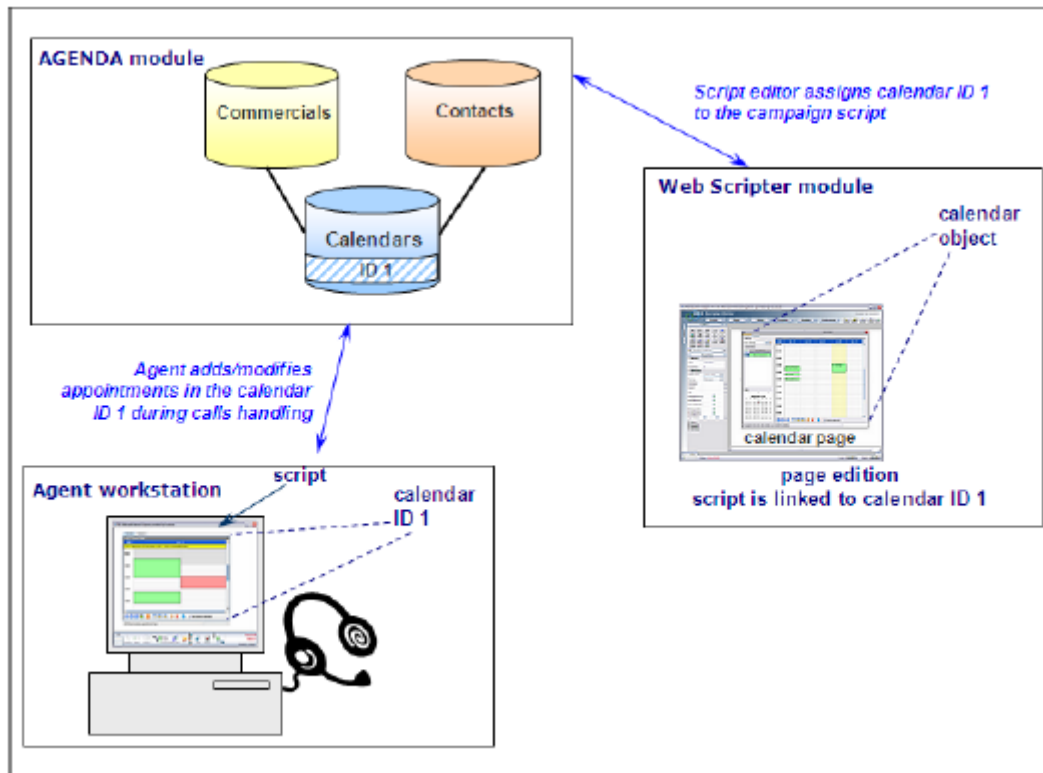 AGENDA module
Commercials
Contacts
Calendars
ID 1
Script editor assigns calendar ID 1
to the campaign script
Web Scripter module
calendar
object
calendar page
page edition
script is linked to calendar ID 1
Agent adds/modifies
appointments in the calendar
ID 1 during calls handling
Agent workstation
script
calendar
ID 1